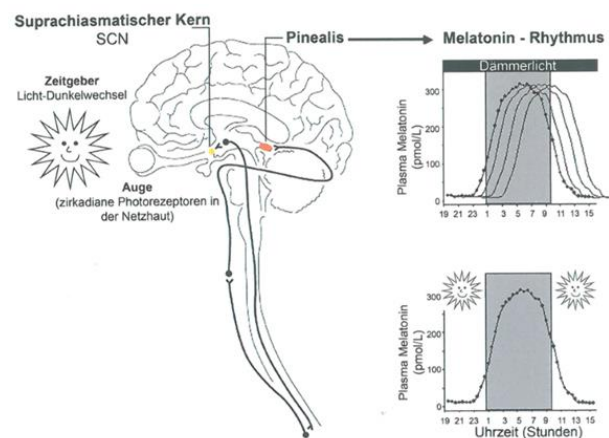 Suprachiasmatischer Kern
SCN
Pinealis
Melatonin - Rhythmus
Zeitgeber
Licht-Dunkelwechsel
Auge
(zirkadiane Photorezeptoren in
der Netzhaut)
Dammerlicht
Plasma Melatonin
(pmol/L)
300
200
100
0
19 21 23 1 3 5 7 9 11 13 15
Plasma Melatonin
(pmol/L)
300
200
100
0
19 21 23 1 3 5 7 9 11 13 15
Uhrzeit (Stunden)